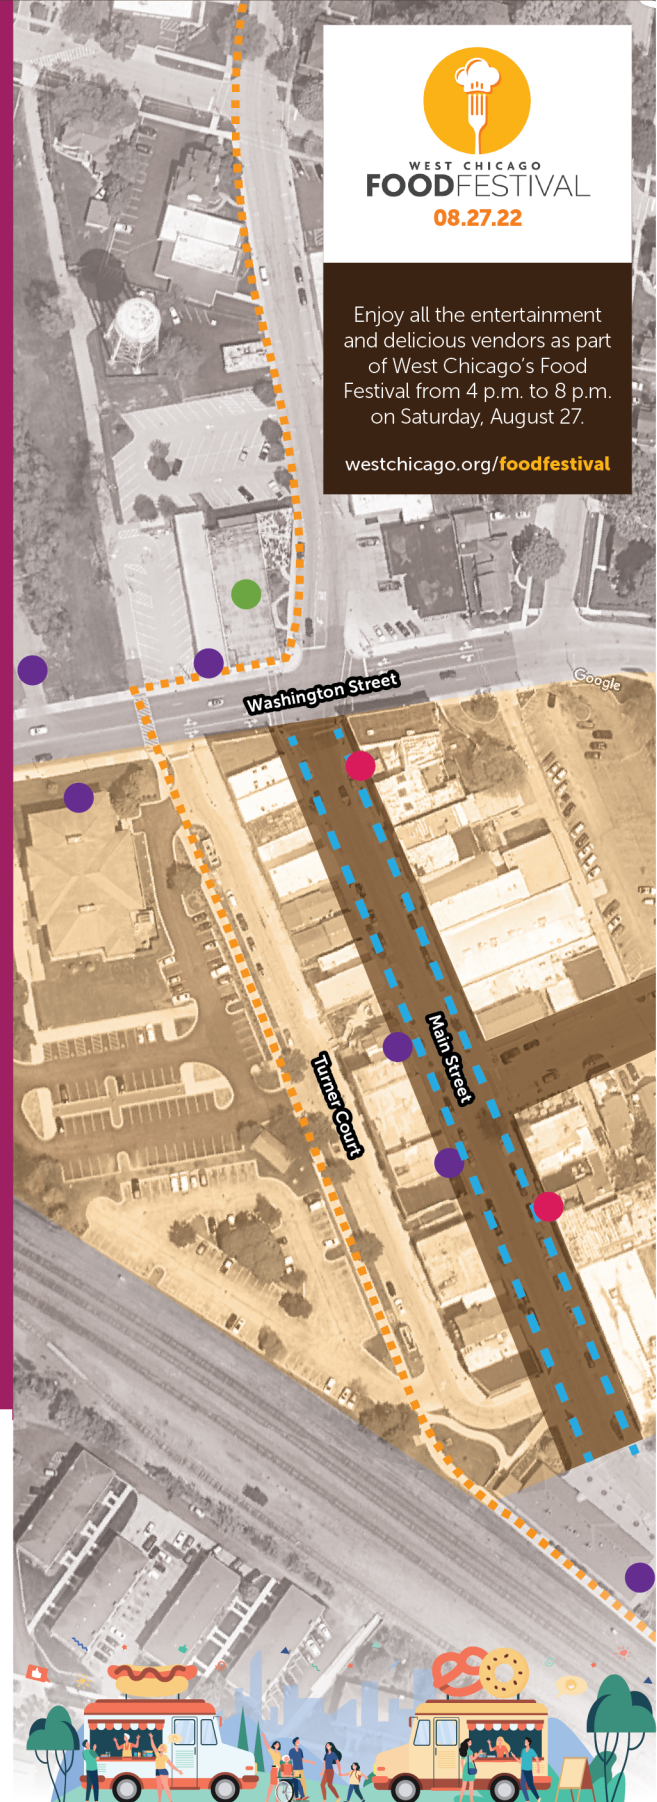 WEST CHICAGO
FOODFESTIVAL
08.27.22
Enjoy all the entertainment
and delicious vendors as part
of West Chicago's Food
Festival from 4 p.m. to 8 p.m.
on Saturday, August 27.
westchicago.org/foodfestival
Google
Washington Street
Main Street
Turner Court